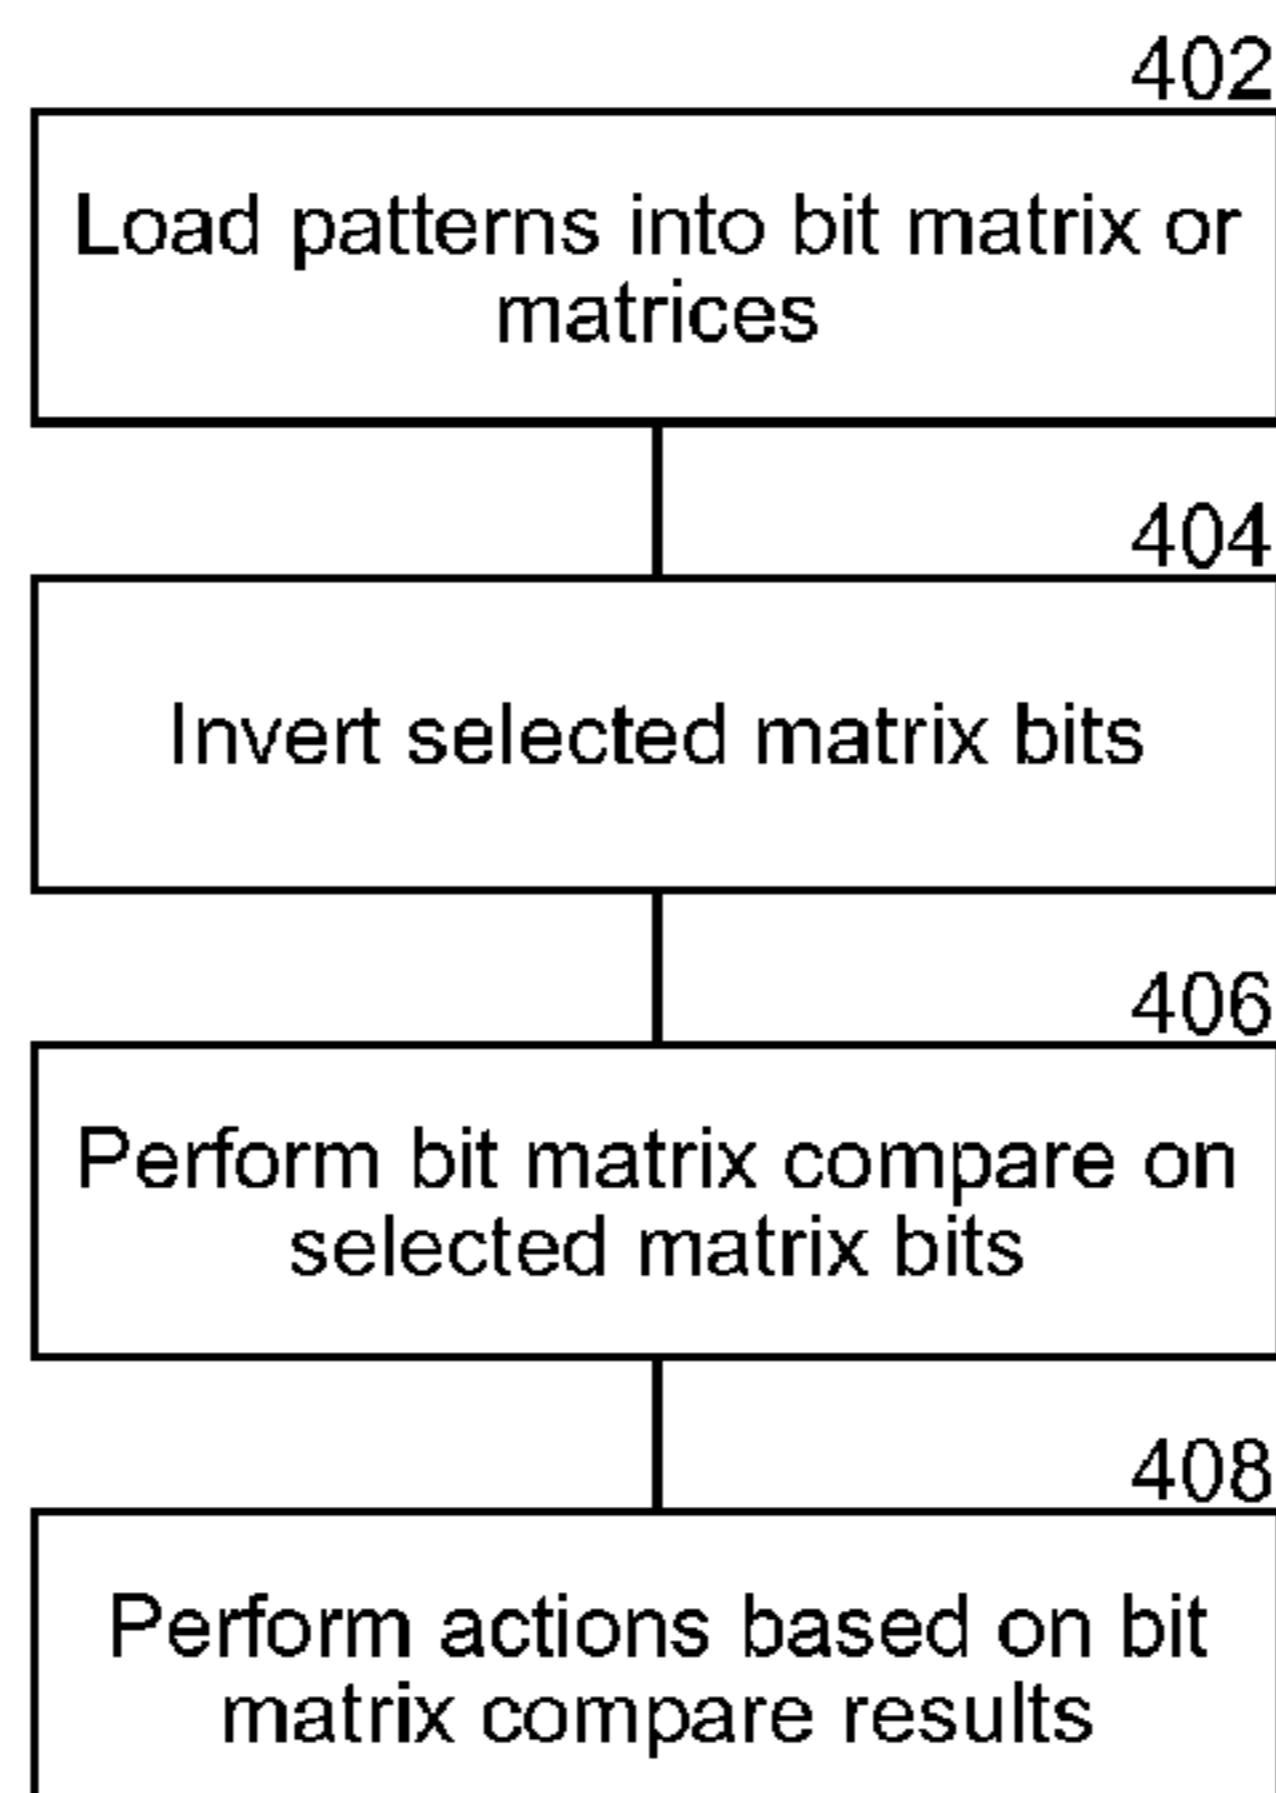 402
Load patterns into bit matrix or
matrices
404
Invert selected matrix bits
406
Perform bit matrix compare on
selected matrix bits
408
Perform actions based on bit
matrix compare results